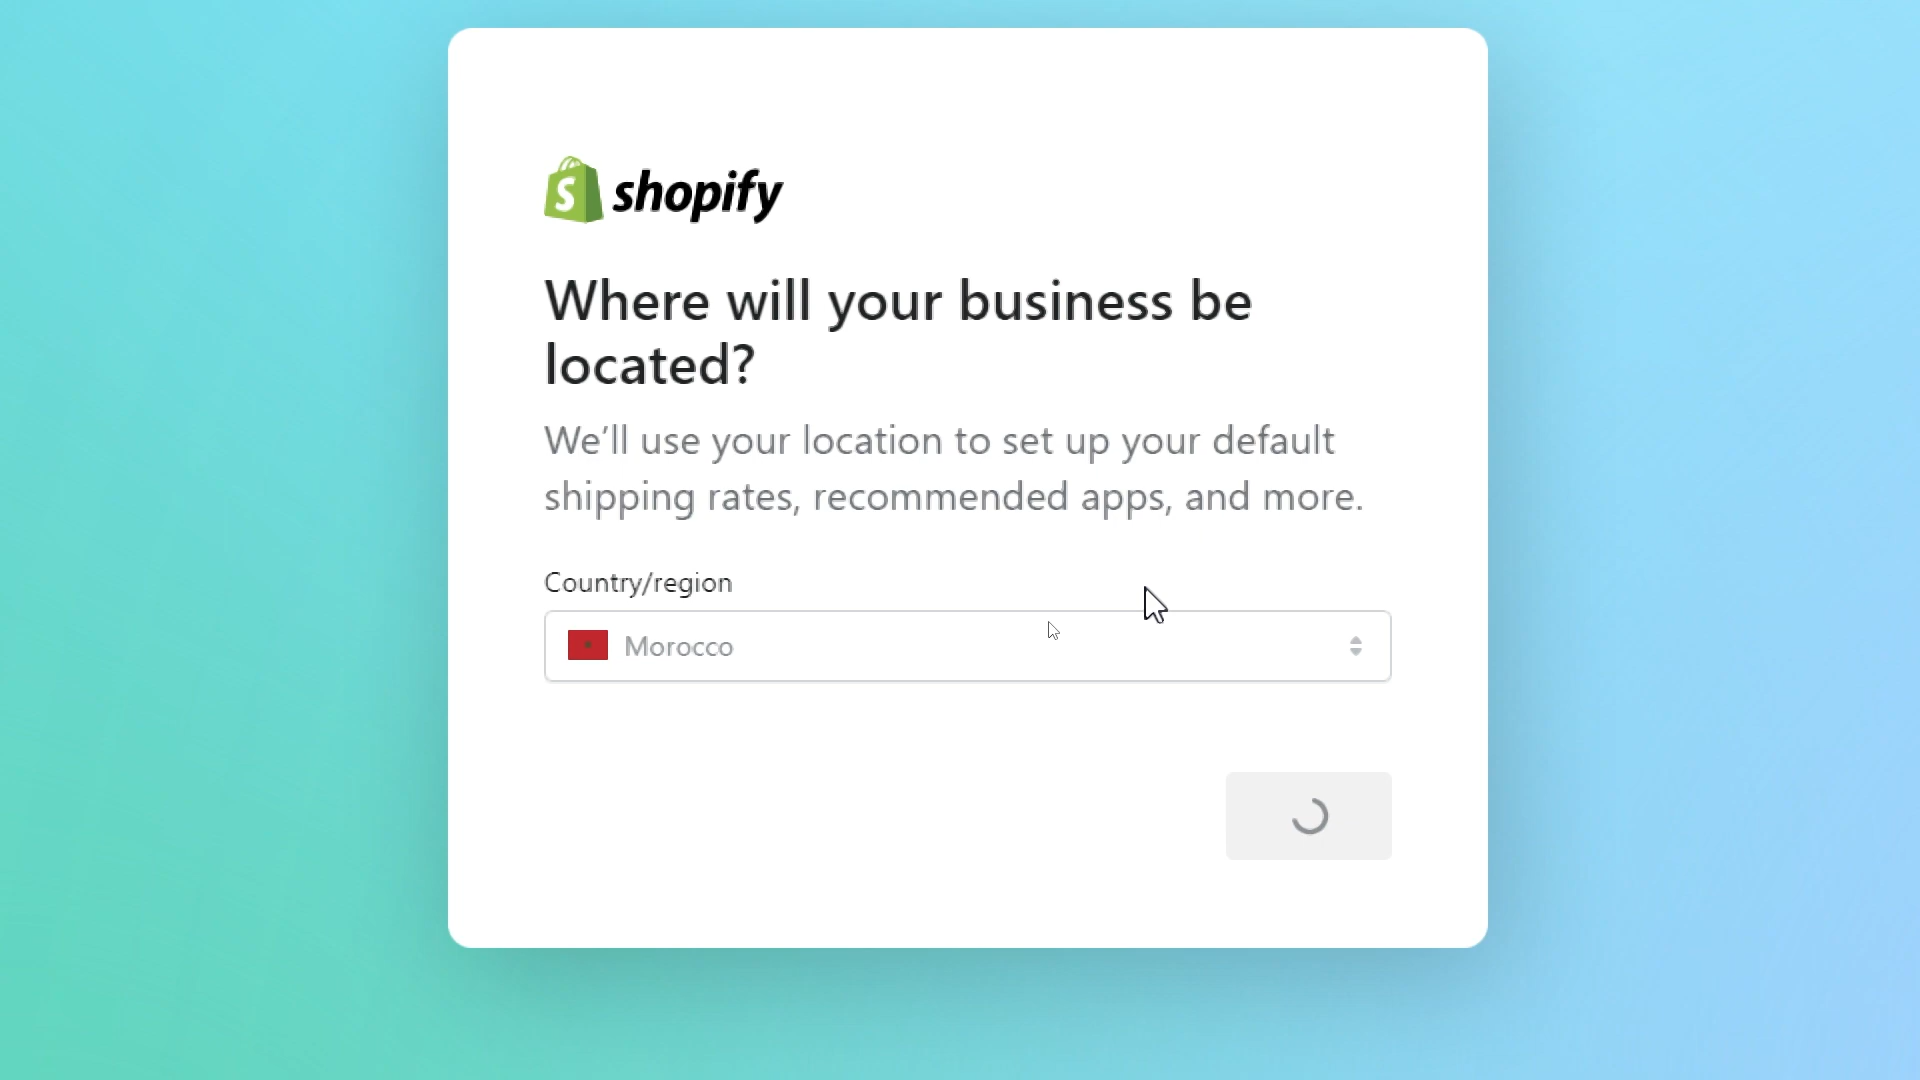 shopify
Where will your business be
located?
We'll use your location to set up your default
shipping rates, recommended apps, and more.
Country/region
Morocco